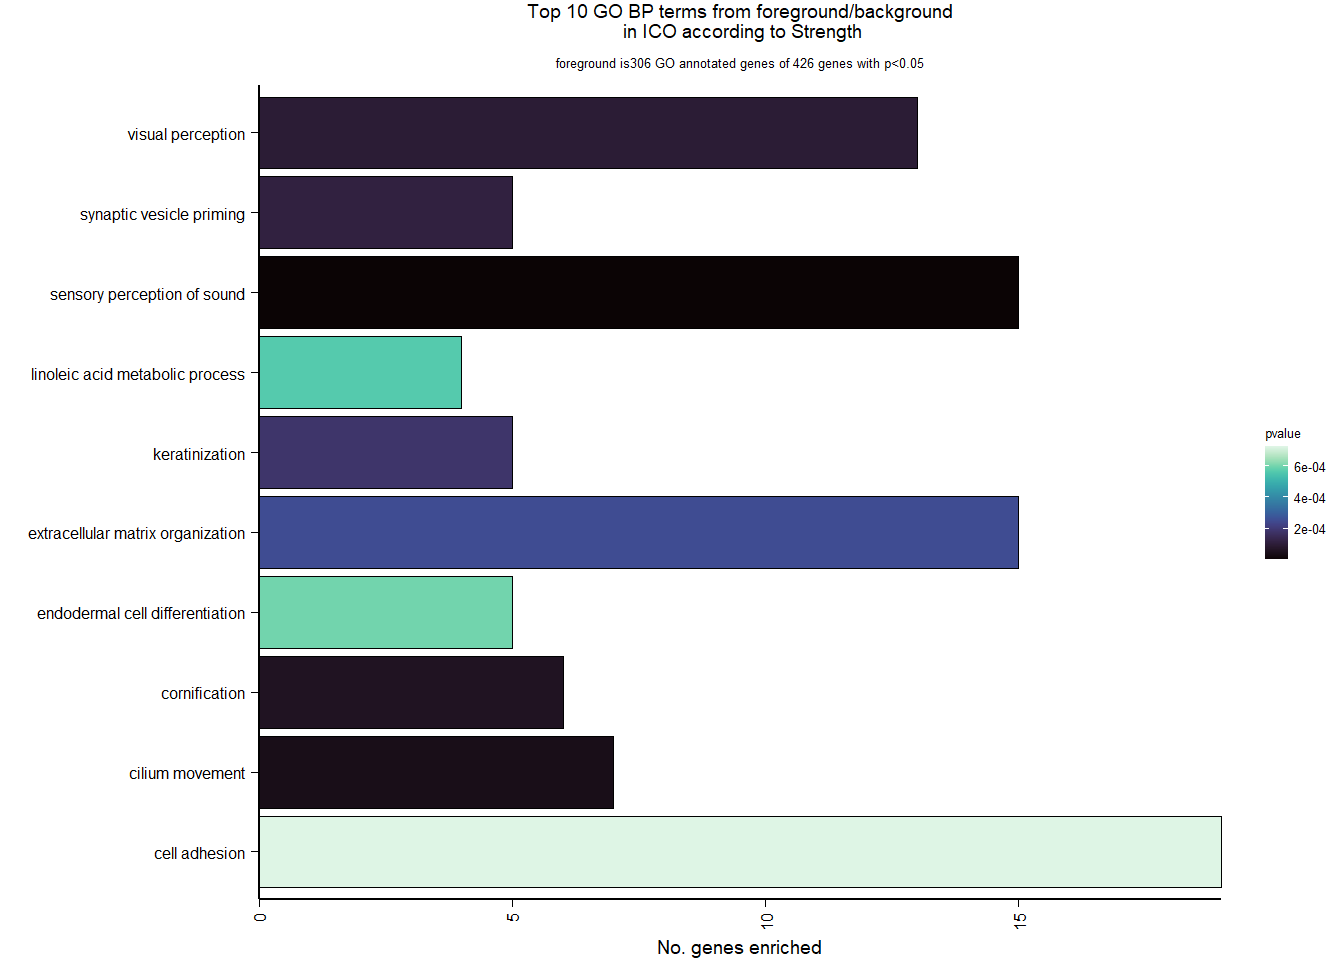 Top 10 GO BP terms from foreground/background
in ICO according to Strength
foreground is306 GO annotated genes of 426 genes with p<0.05
visual perception
synaptic vesicle priming
sensory perception of sound
linoleic acid metabolic process
keratinization
extracellular matrix organization
endodermal cell differentiation
cornification
cilium movement
cell adhesion
0
5
10
15
No. genes enriched
pvalue
6e-04
4e-04
2e-04